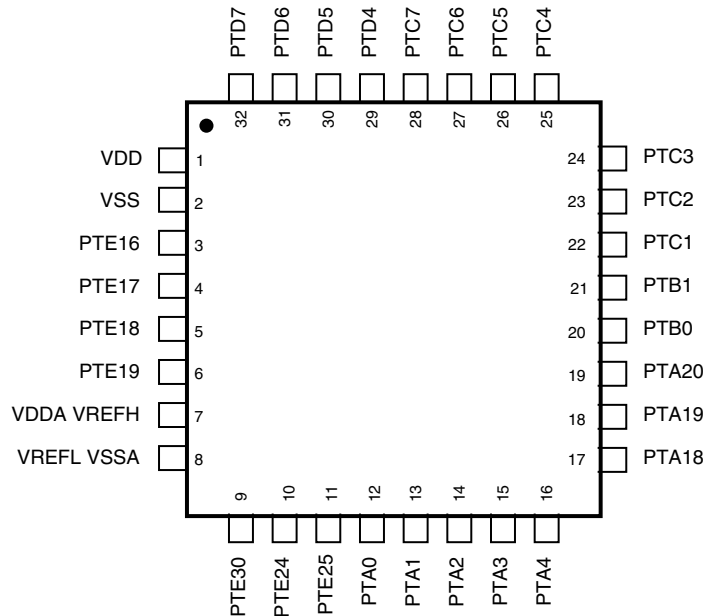 PTD7 PTD6 PTD5 PTD4 PTC7 PTC6 PTC5 PTC4
32 31 30 29 28 27 26 25
VDD 1 24 PTC3
VSS 2 23 PTC2
PTE16 3 22 PTC1
PTE17 4 21 PTB1
PTE18 5 20 PTB0
PTE19 6 19 PTA20
VDDA VREFH 7 18 PTA19
VREFL VSSA 8 17 PTA18
9 10 11 12 13 14 15 16
PTE30 PTE24 PTE25 PTA0 PTA1 PTA2 PTA3 PTA4